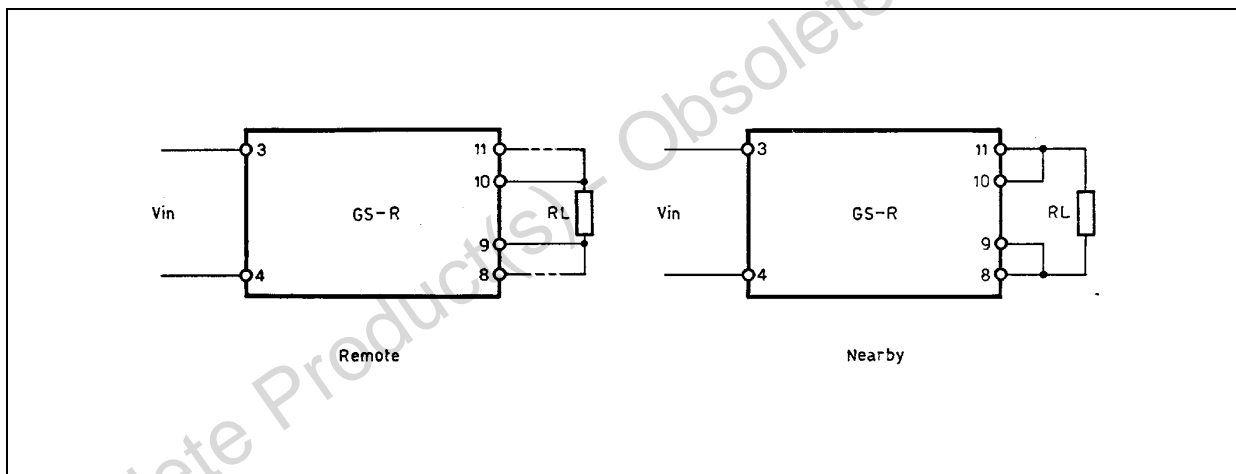 Obsolete Product(s) - Obsolete
3
4
Vin
GS-R
11
10
9
8
RL
Remote
3
4
Vin
GS-R
11
10
9
8
RL
Nearby